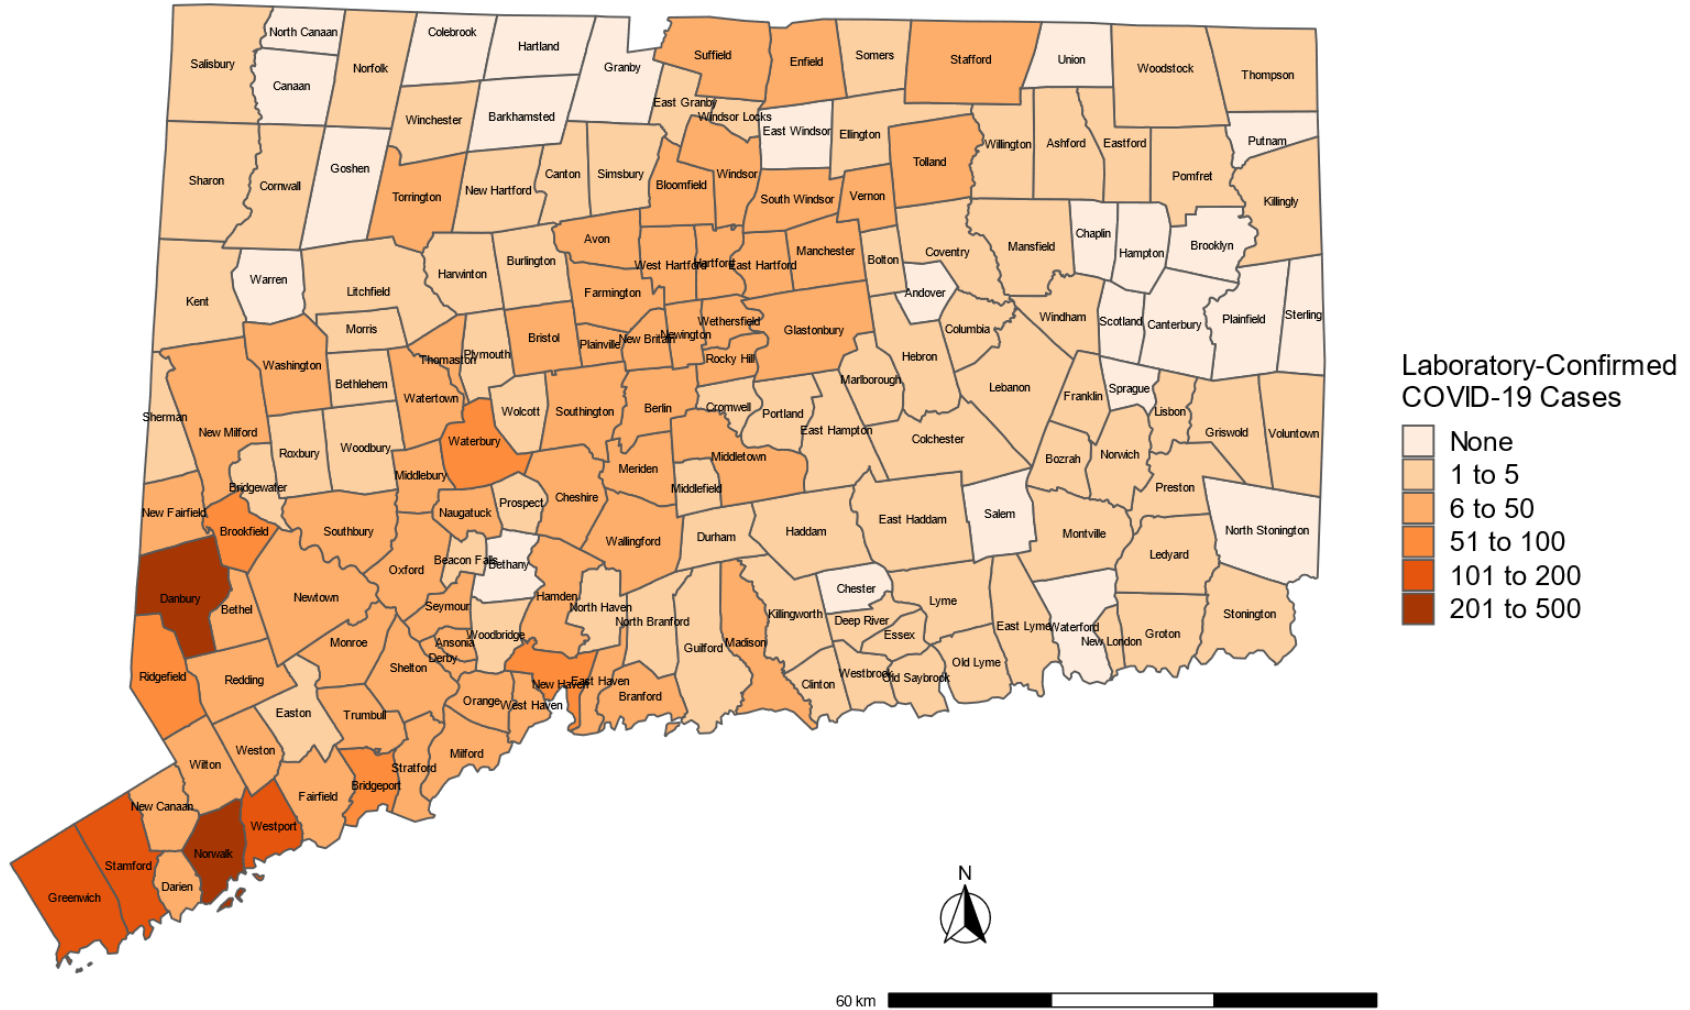 North Canaan
Colebrook
Hartland
Granby
Suffield
Enfield
Somers
Stafford
Union
Woodstock
Thompson
Salisbury
Canaan
Norfolk
Winchester
Barkhamsted
East Granby
Windsor Locks
East Windsor
Ellington
Willington
Ashford
Eastford
Putnam
Sharon
Cornwall
Goshen
Torrington
New Hartford
Canton
Simsbury
Bloomfield
Windsor
South Windsor
Vernon
Tolland
Pomfret
Killingly
Kent
Warren
Litchfield
Harwinton
Burlington
Avon
West Hartford
Hartford
East Hartford
Manchester
Bolton
Coventry
Mansfield
Chaplin
Hampton
Brooklyn
Morris
Farmington
Andover
Columbia
Windham
Scotland
Canterbury
Plainfield
Sterling
Washington
Bethlehem
Thomaston
Plymouth
Bristol
Plainville
New Britain
Newington
Wethersfield
Rocky Hill
Glastonbury
Marlborough
Hebron
Lebanon
Franklin
Sprague
Lisbon
Griswold
Voluntown
Sherman
New Milford
Roxbury
Woodbury
Watertown
Waterbury
Wolcott
Southington
Berlin
Cromwell
Portland
East Hampton
Colchester
Bozrah
Norwich
Preston
Bridgewater
Middlebury
Meriden
Middletown
Middlefield
New Fairfield
Brookfield
Southbury
Naugatuck
Prospect
Cheshire
Wallingford
Durham
Haddam
East Haddam
Salem
Montville
Ledyard
North Stonington
Danbury
Bethel
Newtown
Oxford
Beacon Falls
Bethany
Hamden
North Haven
North Branford
Guilford
Madison
Killingworth
Chester
Deep River
Essex
Lyme
East Lyme
Waterford
New London
Groton
Stonington
Seymour
Woodbridge
Ansonia
Derby
Monroe
Shelton
Ridgefield
Redding
Easton
Trumbull
Orange
West Haven
New Haven
East Haven
Branford
Clinton
Westbrook
Old Saybrook
Old Lyme
Wilton
Weston
Fairfield
Bridgeport
Stratford
Milford
New Canaan
Westport
Norwalk
Darien
Stamford
Greenwich
Laboratory-Confirmed
COVID-19 Cases
None
1 to 5
6 to 50
51 to 100
101 to 200
201 to 500
N
60 km